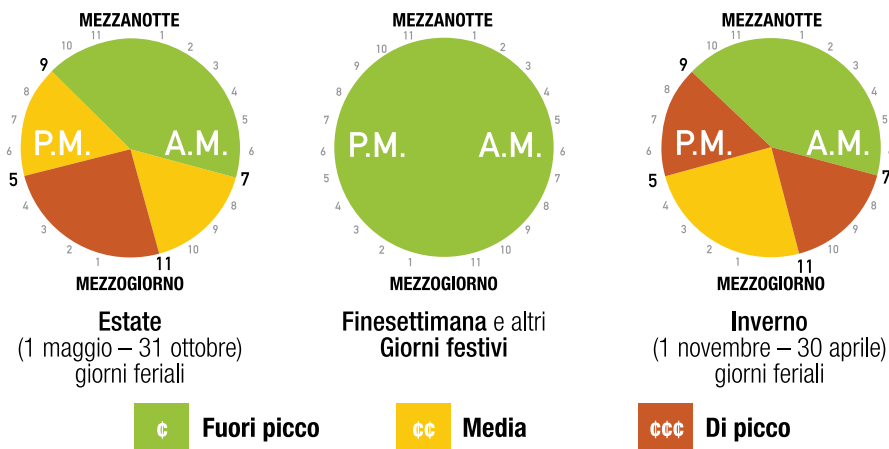 MEZZANOTTE
11 1
10 2
9 3
8 4
7 5
P.M. A.M.
6 6
5 7
4 8
3 9
2 10
1 11
MEZZOGIORNO
Estate
(1 maggio – 31 ottobre)
giorni feriali
MEZZANOTTE
11 1
10 2
9 3
8 4
7 5
P.M. A.M.
6 6
5 7
4 8
3 9
2 10
1 11
MEZZOGIORNO
Finesettimana e altri
Giorni festivi
MEZZANOTTE
11 1
10 2
9 3
8 4
7 5
P.M. A.M.
6
5 7
4 8
3 9
2 10
1 11
MEZZOGIORNO
Inverno
(1 novembre – 30 aprile)
giorni feriali
¢ Fuori picco
¢¢ Media
¢¢¢ Di picco